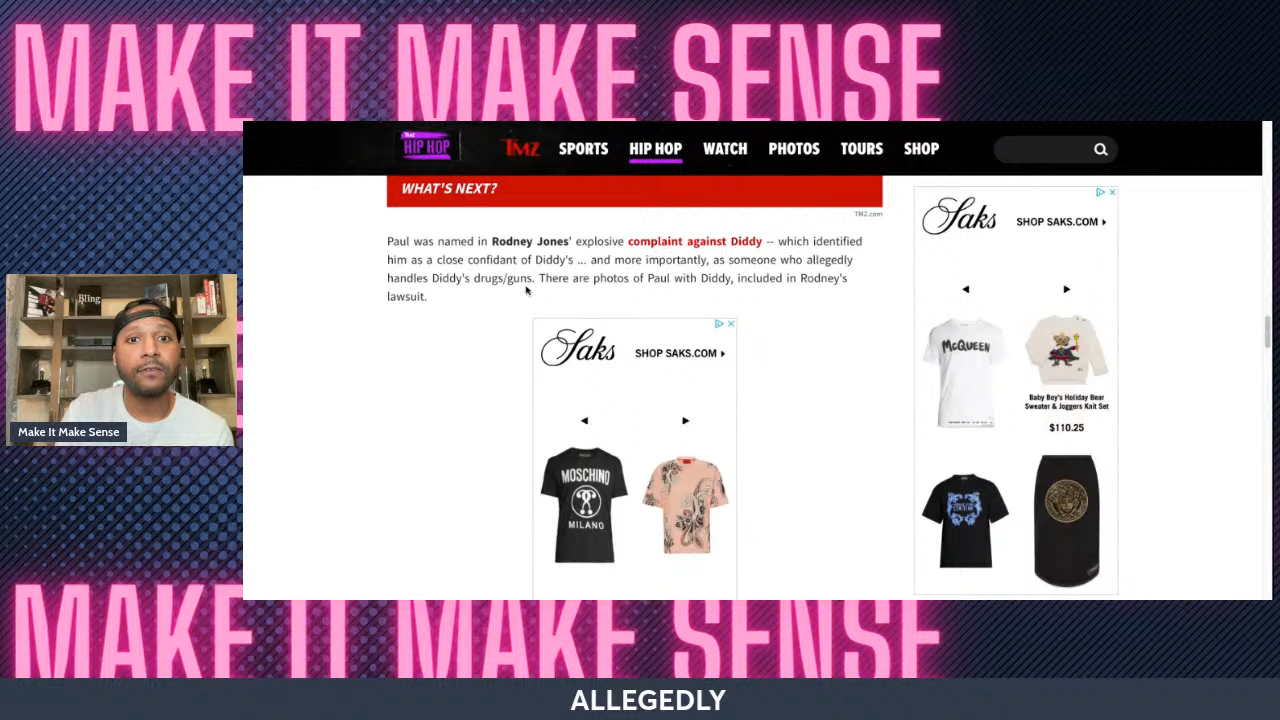 MAKE IT MAKE SENSE
TMZ
HIP HOP
TMZ
SPORTS
HIP HOP
WATCH
PHOTOS
TOURS
SHOP
WHAT'S NEXT?
TMZ.com
Paul was named in Rodney Jones' explosive complaint against Diddy -- which identified
him as a close confidant of Diddy's ... and more importantly, as someone who allegedly
handles Diddy's drugs/guns. There are photos of Paul with Diddy, included in Rodney's
lawsuit.
Saks
SHOP SAKS.COM
MOSCHINO
MILANO
Saks
SHOP SAKS.COM
McQUEEN
Baby Boy's Holiday Bear
Sweater & Joggers Knit Set
$110.25
Bling
Make It Make Sense
MAKE IT MAKE SENSE
ALLEGEDLY